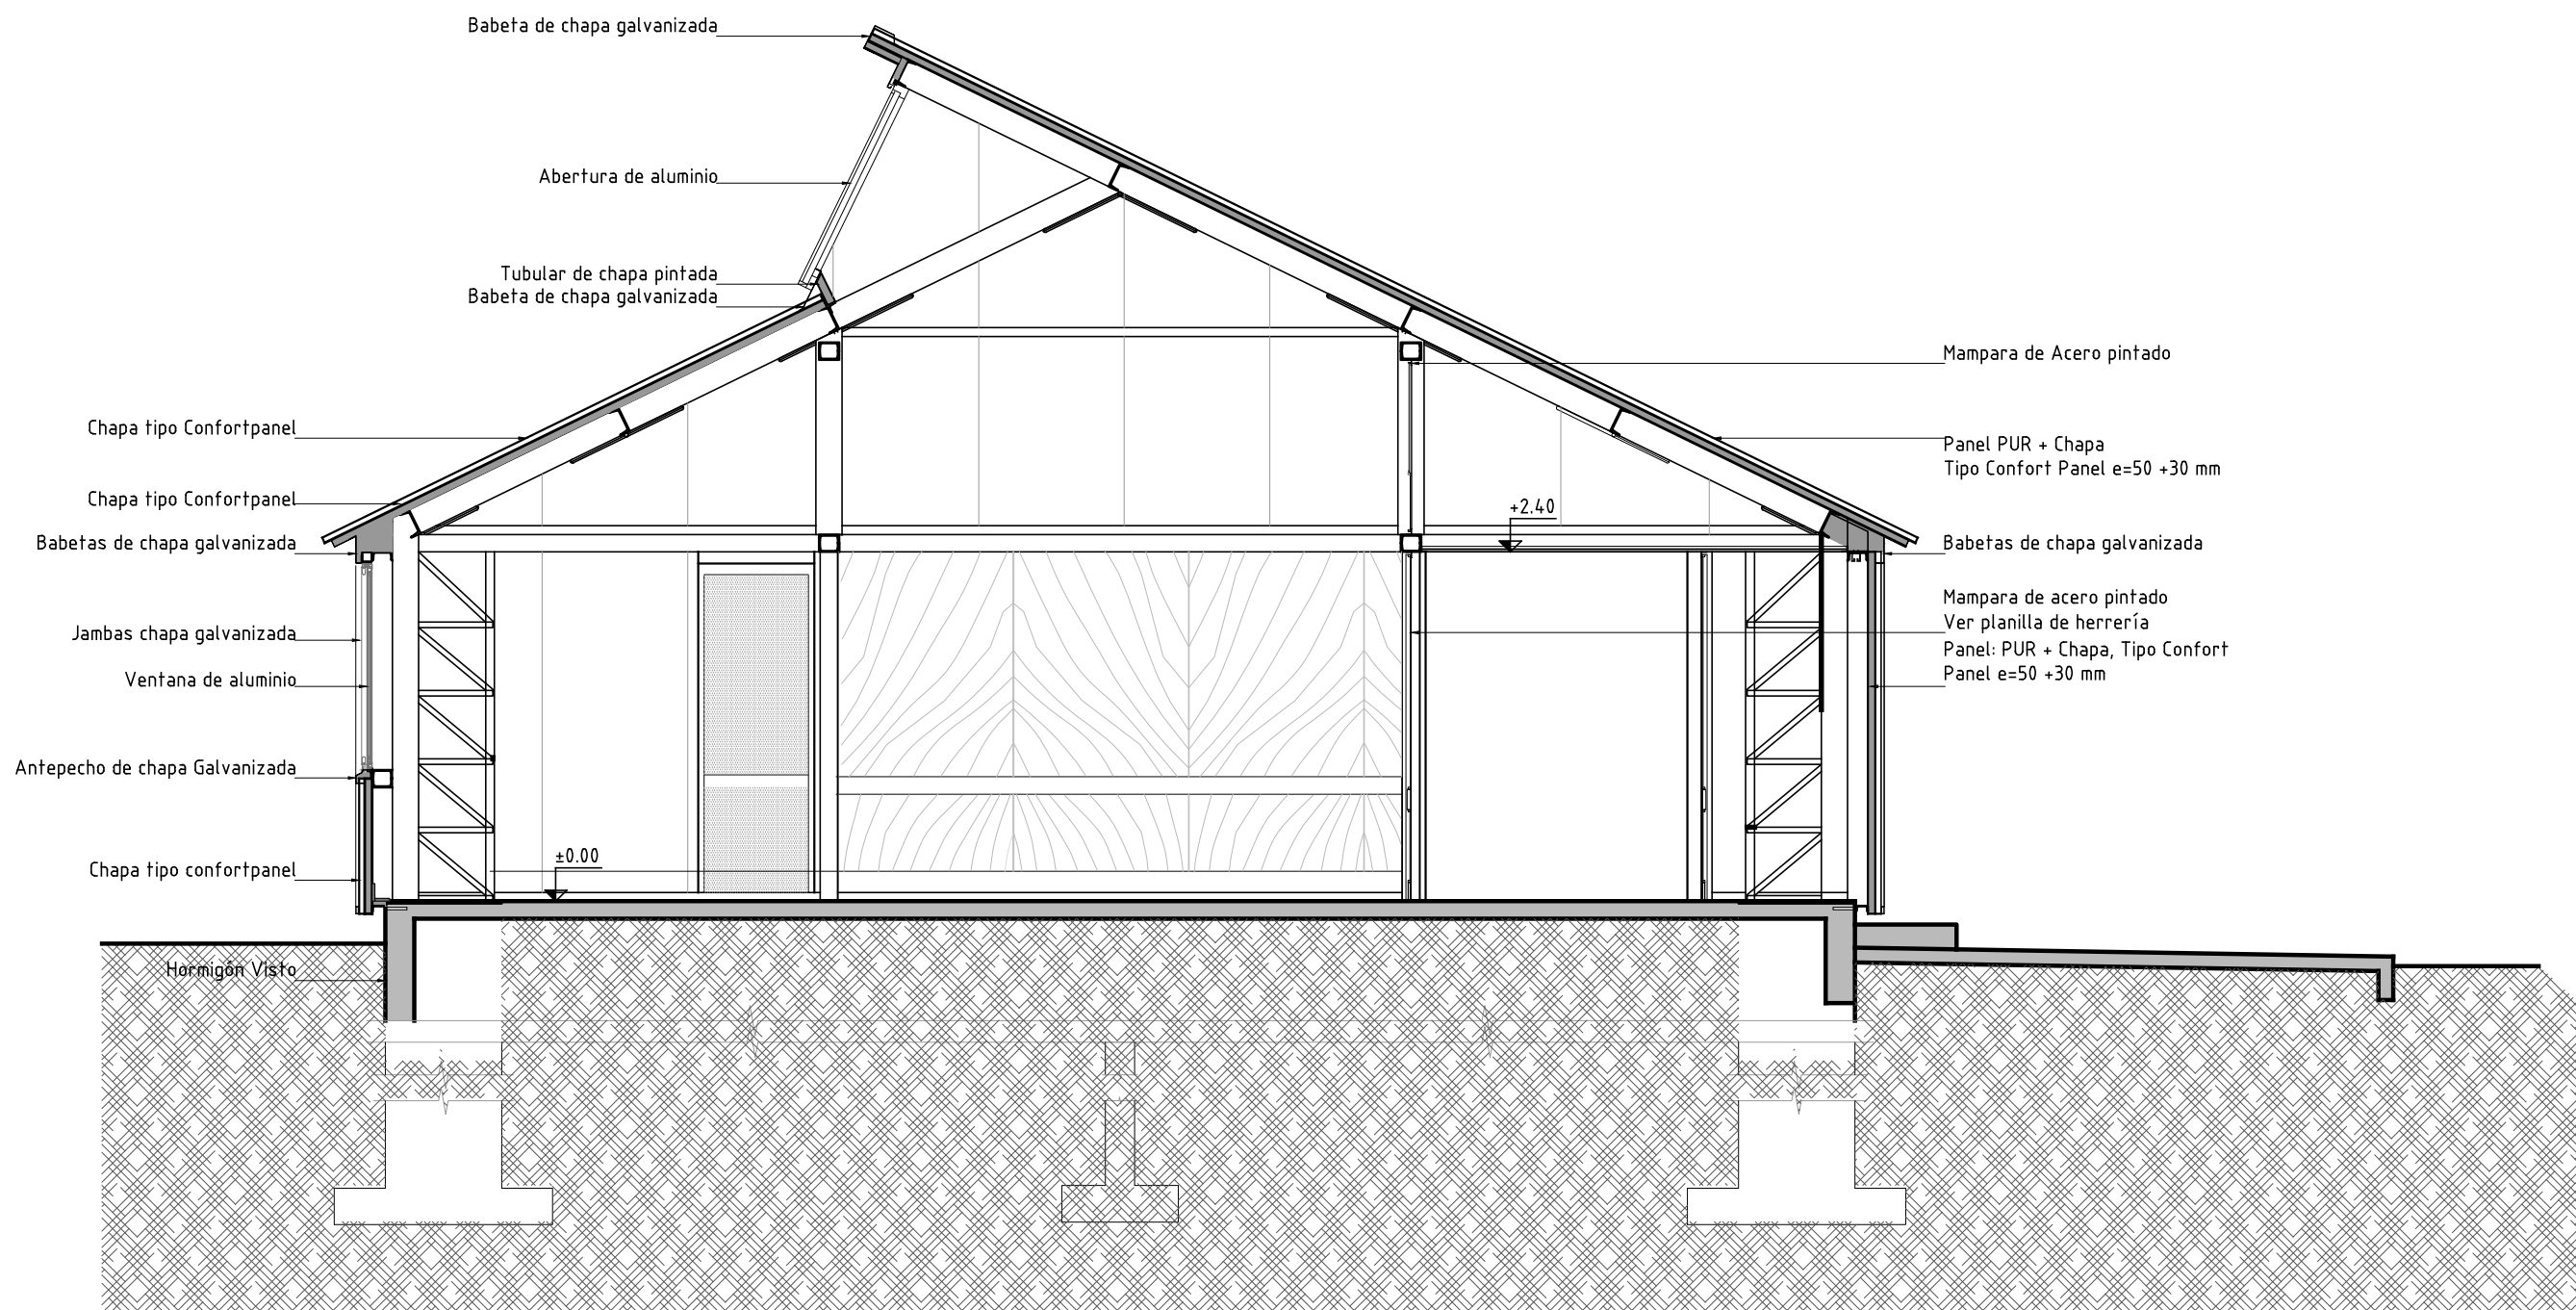 Babeta de chapa galvanizada
Abertura de aluminio
Tubular de chapa pintada
Babeta de chapa galvanizada
Chapa tipo Confortpanel
Chapa tipo Confortpanel
Babetas de chapa galvanizada
Jambas chapa galvanizada
Ventana de aluminio
Antepecho de chapa Galvanizada
Chapa tipo confortpanel
Hormigón Visto
±0.00
+2.40
Mampara de Acero pintado
Panel PUR + Chapa
Tipo Confort Panel e=50 +30 mm
Babetas de chapa galvanizada
Mampara de acero pintado
Ver planilla de herrería
Panel: PUR + Chapa, Tipo Confort
Panel e=50 +30 mm